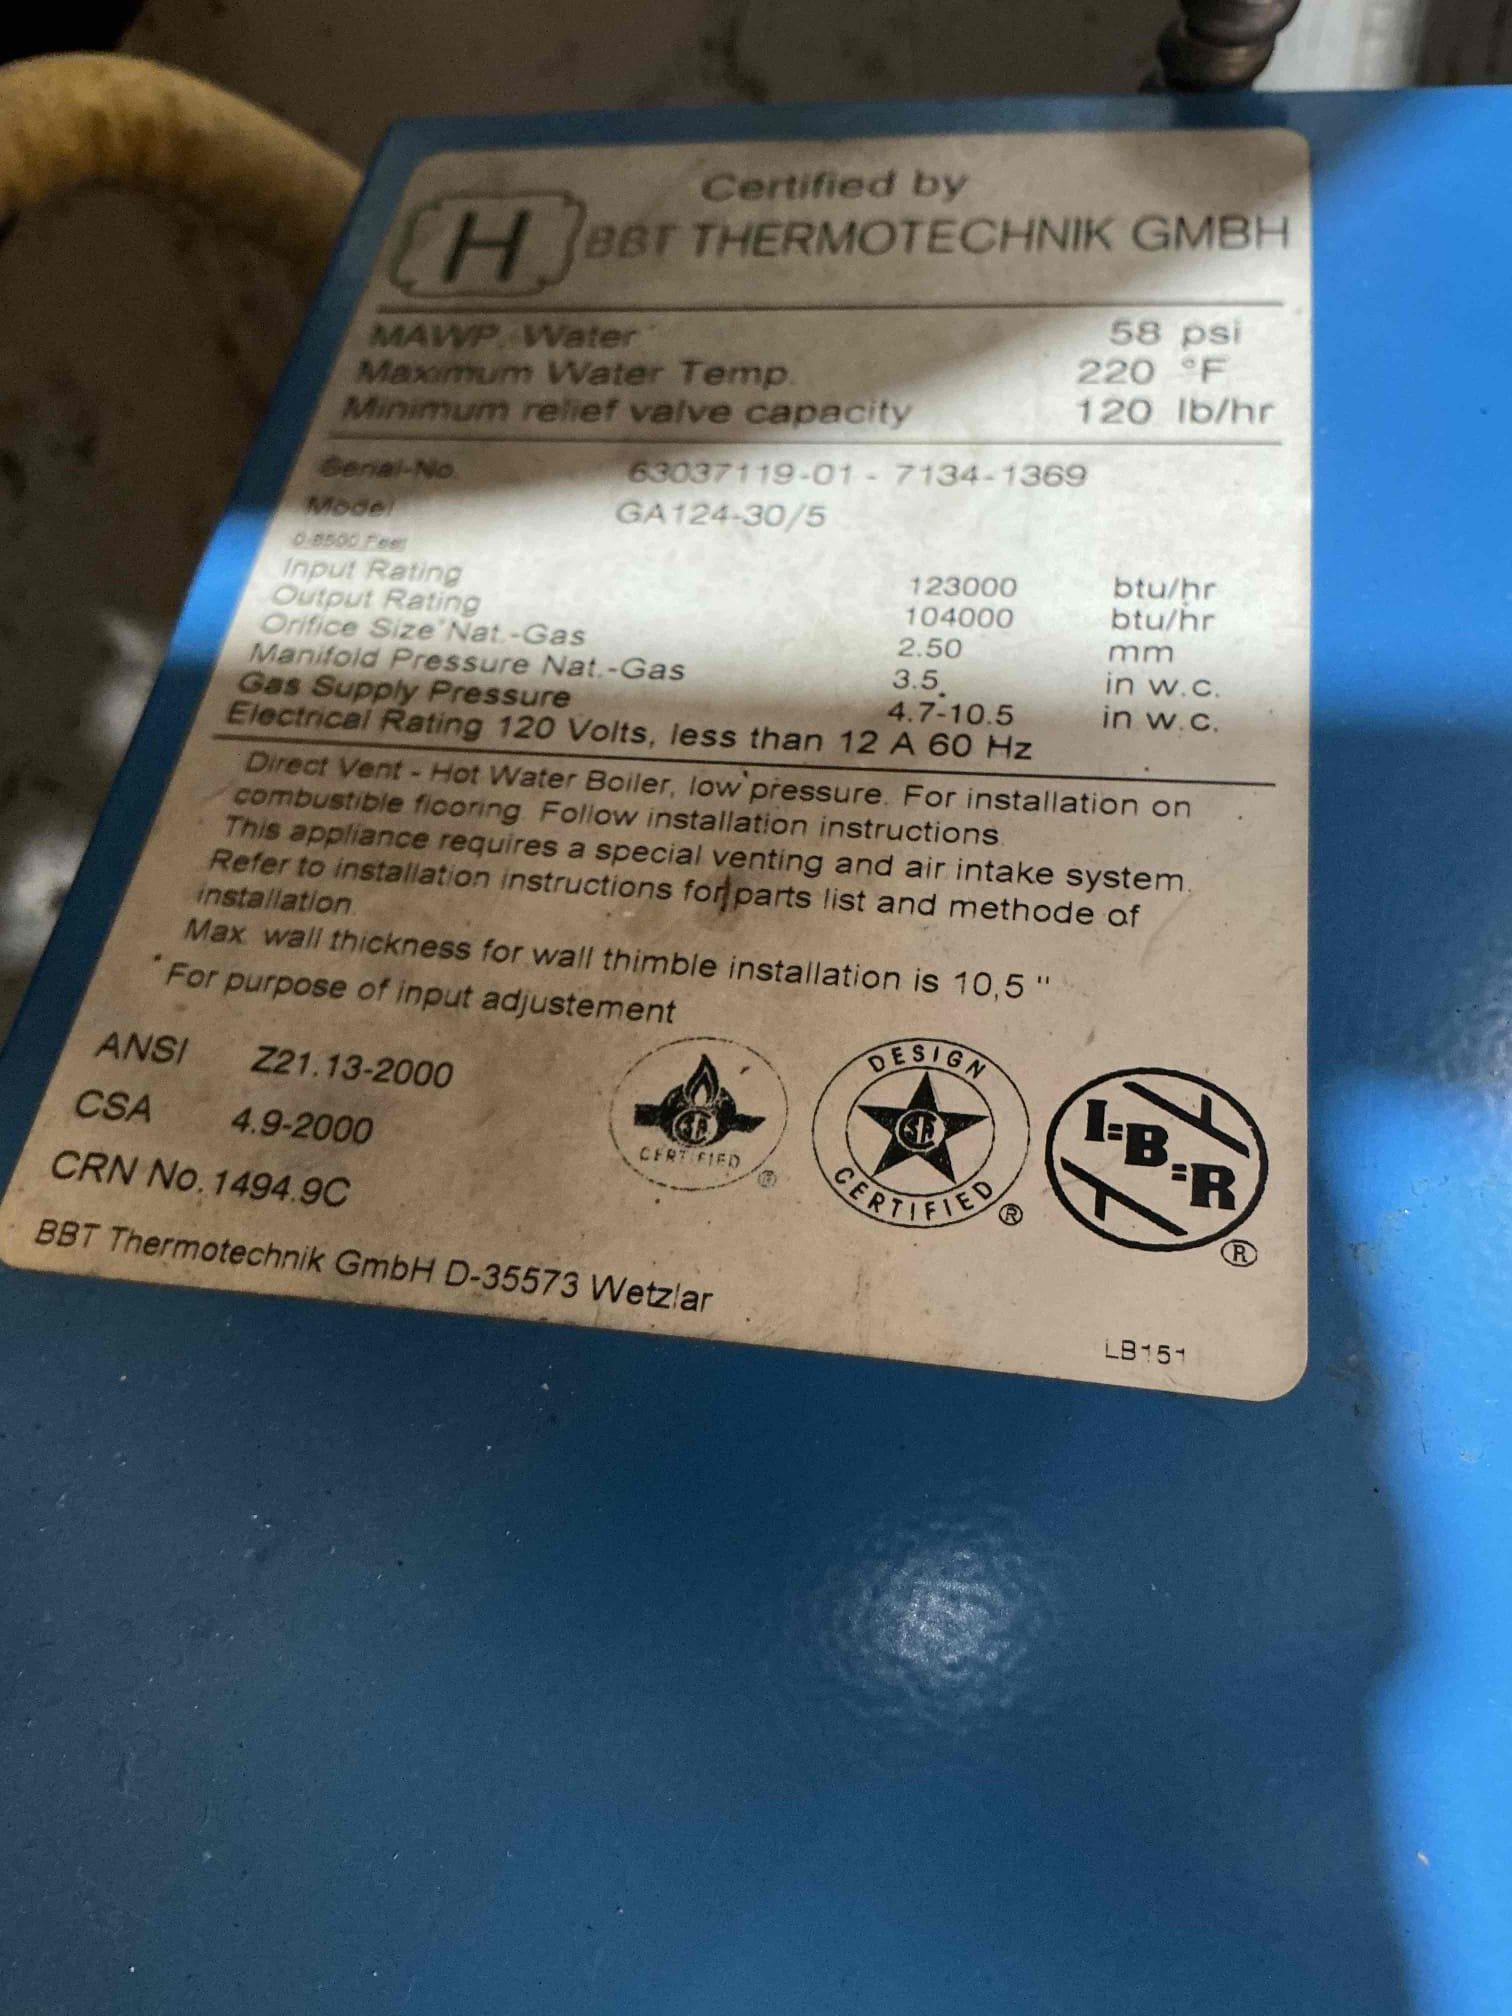 Certified by
H BBT THERMOTECHNIK GMBH
MAWP, Water 58 psi
Maximum Water Temp. 220 °F
Minimum relief valve capacity 120 lb/hr
Serial-No. 63037119-01 - 7134-1369
Model GA124-30/5
0-8500 Feet
Input Rating 123000 btu/hr
Output Rating 104000 btu/hr
Orifice Size*Nat.-Gas 2.50 mm
Manifold Pressure Nat.-Gas 3.5 in w.c.
Gas Supply Pressure 4.7-10.5 in w.c.
Electrical Rating 120 Volts, less than 12 A 60 Hz
Direct Vent - Hot Water Boiler, low pressure. For installation on
combustible flooring. Follow installation instructions.
This appliance requires a special venting and air intake system.
Refer to installation instructions for parts list and methode of
installation.
Max. wall thickness for wall thimble installation is 10,5 "
*For purpose of input adjustement
ANSI Z21.13-2000
CSA 4.9-2000
CRN No. 1494.9C
CERTIFIED ®
DESIGN CERTIFIED ®
I=B=R ®
BBT Thermotechnik GmbH D-35573 Wetzlar
LB151